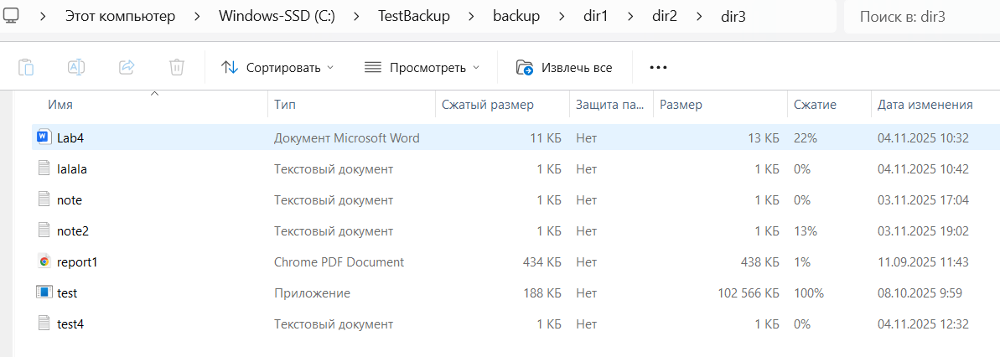 Этот компьютер > Windows-SSD (C:) > TestBackup > backup > dir1 > dir2 > dir3 Поиск в: dir3
Сортировать Просмотреть Извлечь все •••
Имя Тип Сжатый размер Защита па... Размер Сжатие Дата изменения
Lab4 Документ Microsoft Word 11 КБ Нет 13 КБ 22% 04.11.2025 10:32
lalala Текстовый документ 1 КБ Нет 1 КБ 0% 04.11.2025 10:42
note Текстовый документ 1 КБ Нет 1 КБ 0% 03.11.2025 17:04
note2 Текстовый документ 1 КБ Нет 1 КБ 13% 03.11.2025 19:02
report1 Chrome PDF Document 434 КБ Нет 438 КБ 1% 11.09.2025 11:43
test Приложение 188 КБ Нет 102 566 КБ 100% 08.10.2025 9:59
test4 Текстовый документ 1 КБ Нет 1 КБ 0% 04.11.2025 12:32